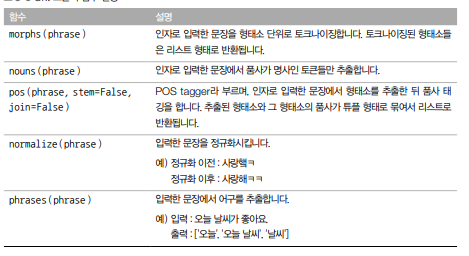 함수 설명
morphs(phrase) 인자로 입력한 문장을 형태소 단위로 토크나이징합니다. 토크나이징된 형태소들
은 리스트 형태로 반환됩니다.
nouns(phrase) 인자로 입력한 문장에서 품사가 명사인 토큰들만 추출합니다.
pos(phrase, stem=False, POS tagger라 부르며, 인자로 입력한 문장에서 형태소를 추출한 뒤 품사 태
join=False) 깅을 합니다. 추출된 형태소와 그 형태소의 품사가 튜플 형태로 묶여서 리스트로
반환됩니다.
normalize(phrase) 입력한 문장을 정규화시킵니다.
예) 정규화 이전 : 사랑햌ㅋ
정규화 이후 : 사랑해ㅋㅋ
phrases(phrase) 입력한 문장에서 어구를 추출합니다.
예) 입력 : 오늘 날씨가 좋아요.
출력 : ['오늘', '오늘 날씨', '날씨']